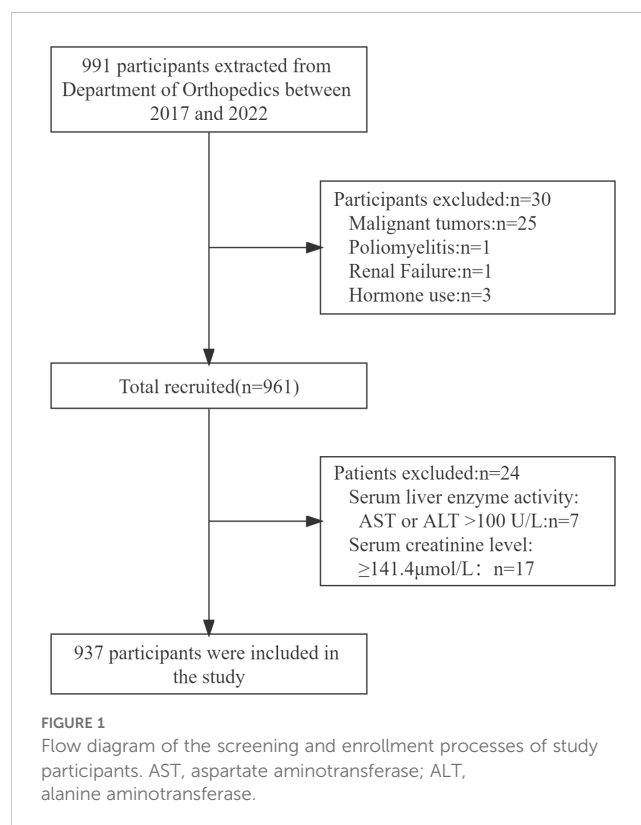 991 participants extracted from
Department of Orthopedics between
2017 and 2022
Participants excluded:n=30
Malignant tumors:n=25
Poliomyelitis:n=1
Renal Failure:n=1
Hormone use:n=3
Total recruited(n=961)
Patients excluded:n=24
Serum liver enzyme activity:
AST or ALT >100 U/L:n=7
Serum creatinine level:
≥141.4μmol/L：n=17
937 participants were included in
the study
FIGURE 1
Flow diagram of the screening and enrollment processes of study
participants. AST, aspartate aminotransferase; ALT,
alanine aminotransferase.